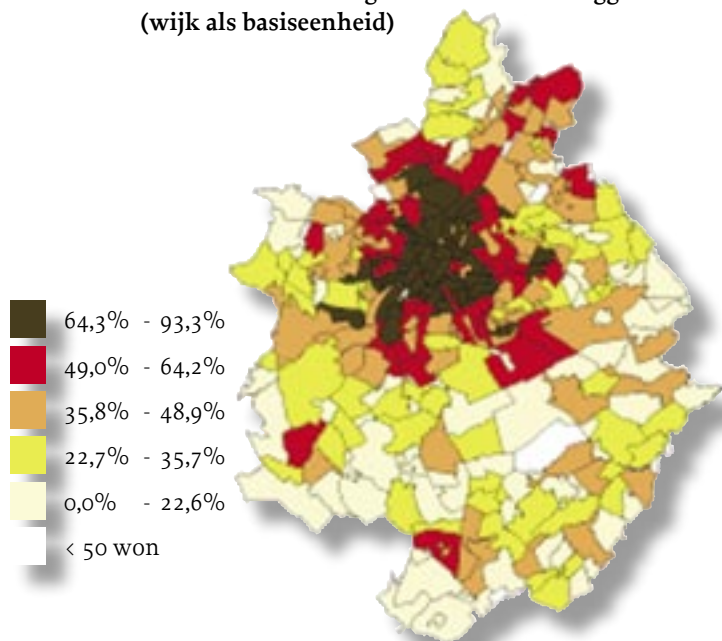 (wijk als basiseenheid)
64,3% - 93,3%
49,0% - 64,2%
35,8% - 48,9%
22,7% - 35,7%
0,0% - 22,6%
< 50 won